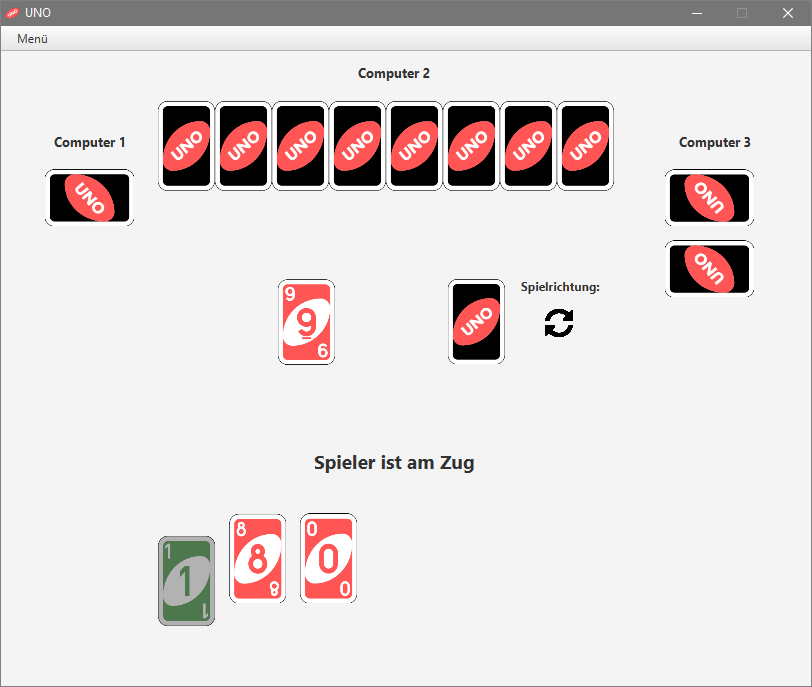 UNO
Menü
Computer 2
UNO UNO UNO UNO UNO UNO UNO UNO
Computer 1
UNO
Computer 3
UNO
UNO
9
9
9
UNO
Spielrichtung:
Spieler ist am Zug
1
1
1
8
8
8
0
0
0